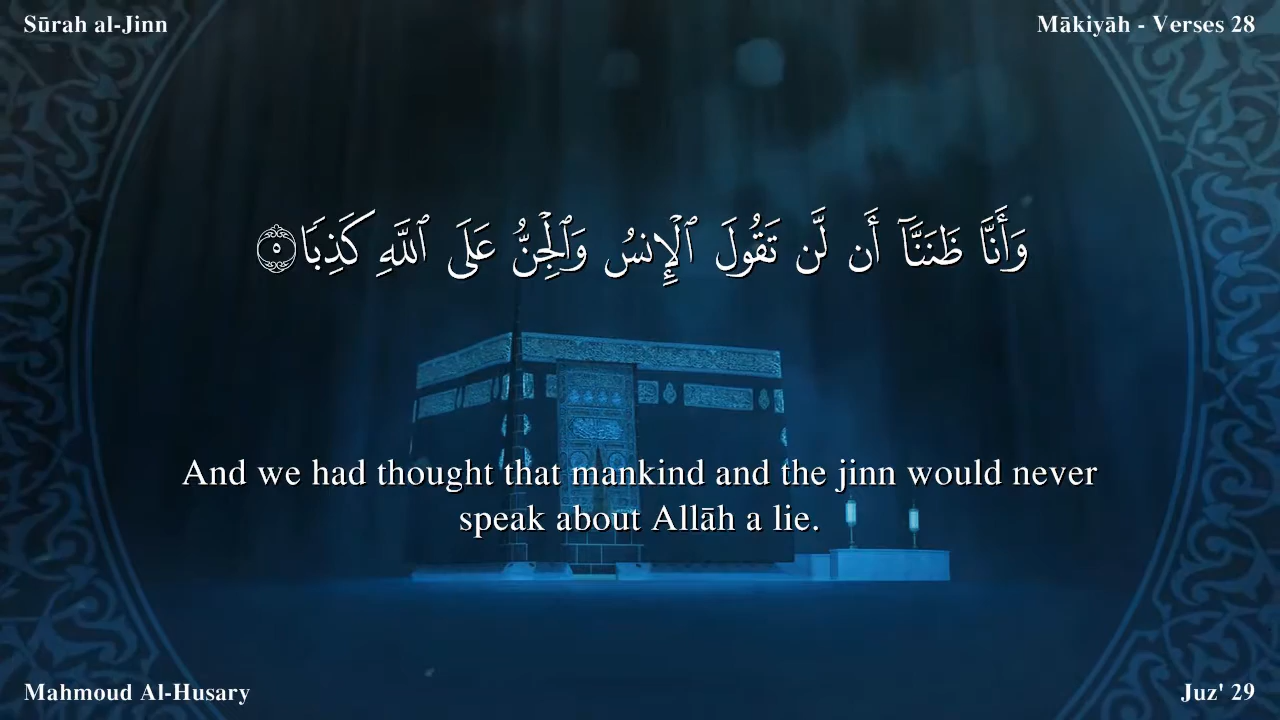 Sūrah al-Jinn
Mākiyāh - Verses 28
وَأَنَّا ظَنَنَّآ أَن لَّن تَقُولَ ٱلْإِنسُ وَٱلْجِنُّ عَلَى ٱللَّهِ كَذِبًا ٥
And we had thought that mankind and the jinn would never
speak about Allāh a lie.
Mahmoud Al-Husary
Juz' 29